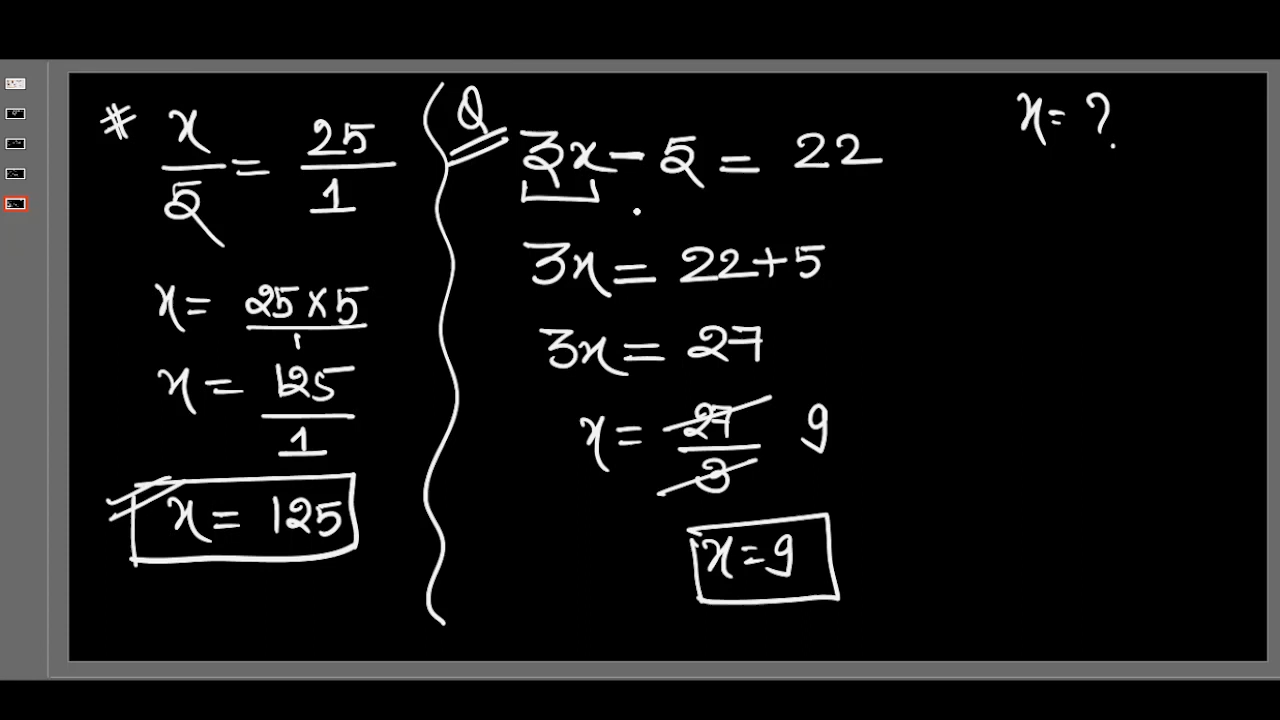 * x/5 = 25/1
x = 25 × 5/1
x = 125/1
x = 125
Q 3x - 5 = 22
3x = 22 + 5
3x = 27
x = 27/3 9
x = 9
x = ?